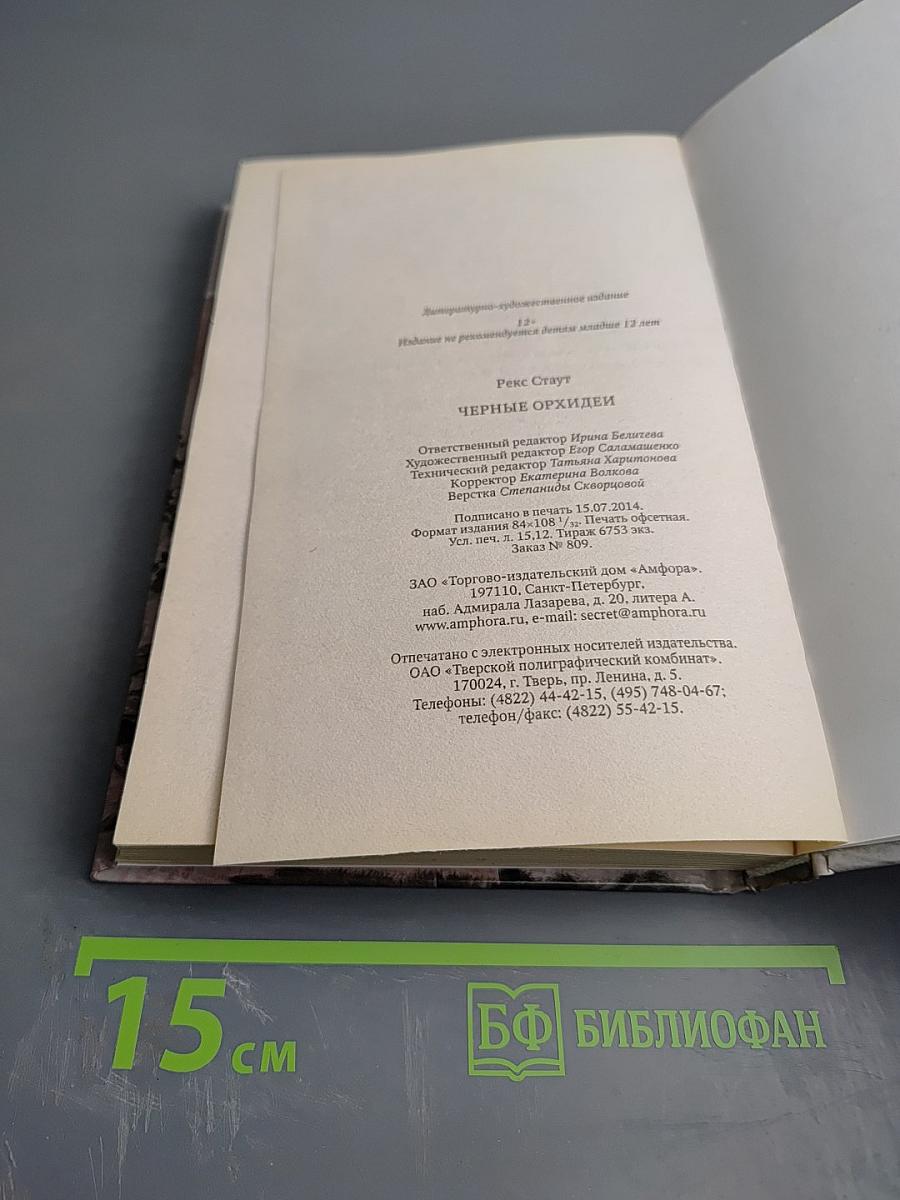 Литературно-художественное издание
12+
Издание не рекомендуется детям младше 12 лет
Рекс Стаут
ЧЕРНЫЕ ОРХИДЕИ
Ответственный редактор Ирина Беличева
Художественный редактор Егор Саламашенко
Технический редактор Татьяна Харитонова
Корректор Екатерина Волкова
Верстка Степаниды Скворцовой
Подписано в печать 15.07.2014.
Формат издания 84×108 1/32. Печать офсетная.
Усл. печ. л. 15,12. Тираж 6753 экз.
Заказ № 809.
ЗАО «Торгово-издательский дом «Амфора».
197110, Санкт-Петербург,
наб. Адмирала Лазарева, д. 20, литера А.
www.amphora.ru, e-mail: secret@amphora.ru
Отпечатано с электронных носителей издательства.
ОАО «Тверской полиграфический комбинат».
170024, г. Тверь, пр. Ленина, д. 5.
Телефоны: (4822) 44-42-15, (495) 748-04-67;
телефон/факс: (4822) 55-42-15.
15 см
БФ БИБЛИОФАН